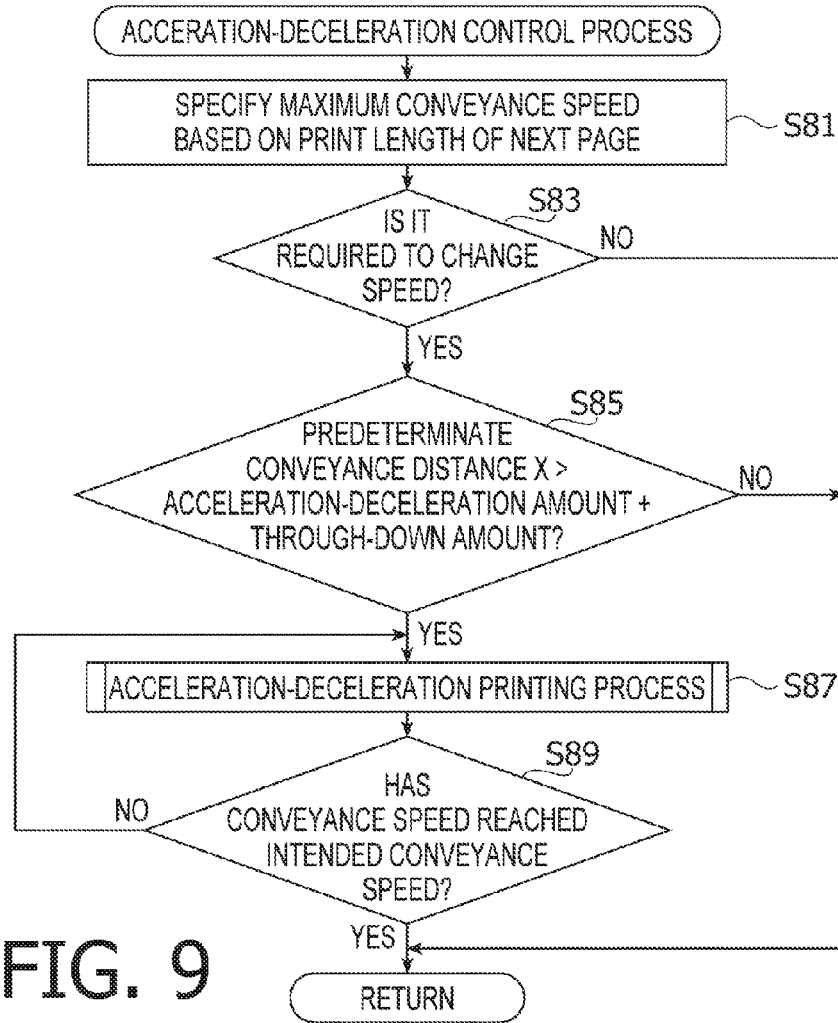 ACCERATION-DECELERATION CONTROL PROCESS
SPECIFY MAXIMUM CONVEYANCE SPEED
BASED ON PRINT LENGTH OF NEXT PAGE
S81
S83
IS IT
REQUIRED TO CHANGE
SPEED?
NO
YES
S85
PREDETERMINATE
CONVEYANCE DISTANCE X >
ACCELERATION-DECELERATION AMOUNT +
THROUGH-DOWN AMOUNT?
NO
YES
ACCELERATION-DECELERATION PRINTING PROCESS
S87
S89
HAS
CONVEYANCE SPEED REACHED
INTENDED CONVEYANCE
SPEED?
NO
YES
RETURN
FIG. 9